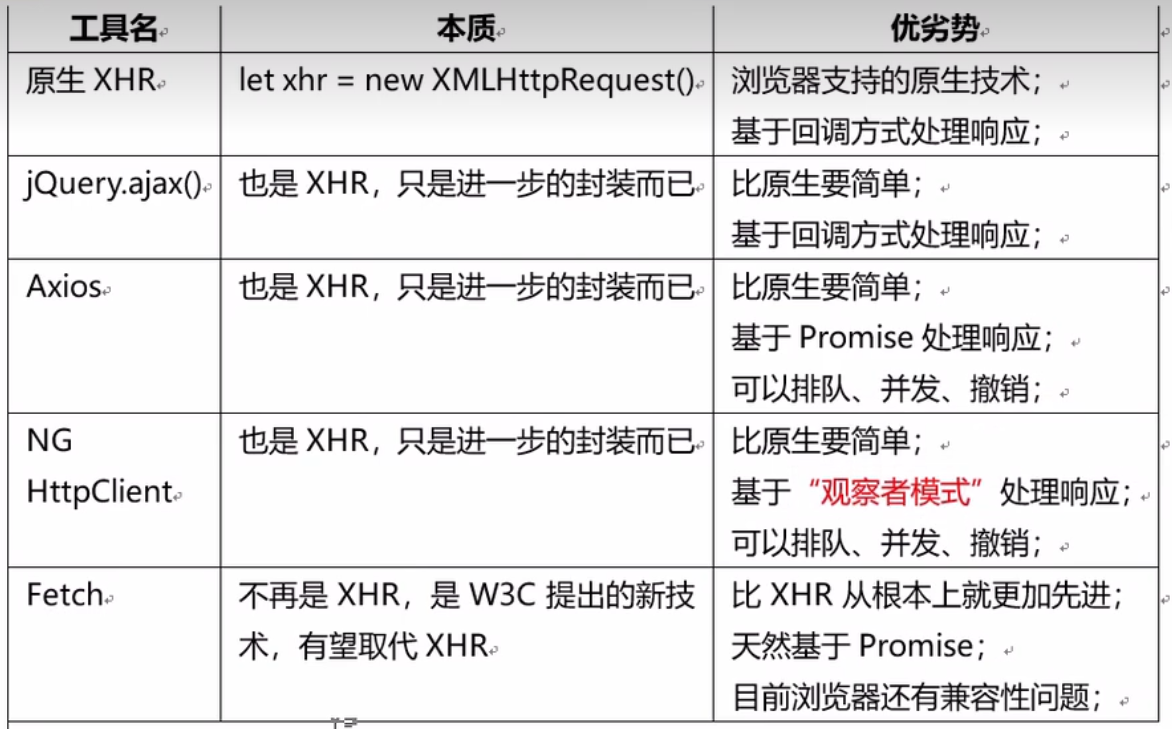 工具名 本质 优劣势
原生 XHR let xhr = new XMLHttpRequest() 浏览器支持的原生技术；
基于回调方式处理响应；
jQuery.ajax() 也是 XHR，只是进一步的封装而已 比原生要简单；
基于回调方式处理响应；
Axios 也是 XHR，只是进一步的封装而已 比原生要简单；
基于 Promise 处理响应；
可以排队、并发、撤销；
NG 也是 XHR，只是进一步的封装而已 比原生要简单；
HttpClient 基于“观察者模式”处理响应；
可以排队、并发、撤销；
Fetch 不再是 XHR，是 W3C 提出的新技 比 XHR 从根本上就更加先进；
术，有望取代 XHR 天然基于 Promise；
目前浏览器还有兼容性问题；